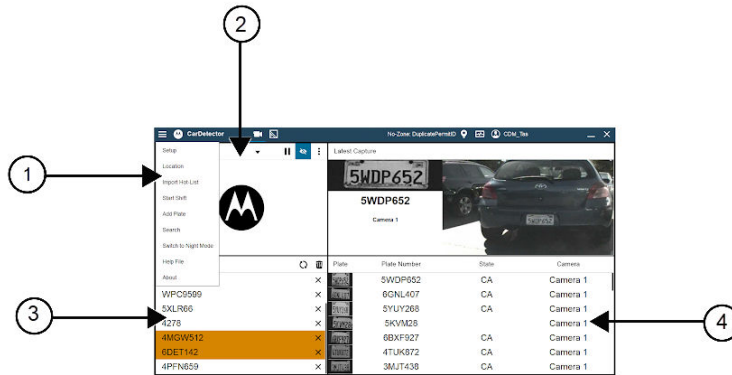 2
CarDetector
No-Zone: DuplicatePermitID
CDM_Tes
Setup
Location
Import Hot List
Start Shift
Add Plate
Search
Switch to Night Mode
Help File
About
1
Latest Capture
5WDP652
5WDP652
Camera 1
Plate Plate Number State Camera
5WDP652 CA Camera 1
WPC9599
6GNL407 CA Camera 1
5XLR66
5YUY268 CA Camera 1
3
4278
5KVM28 Camera 1
4
4MGW512
6BXF927 CA Camera 1
6DET142
4TUK872 CA Camera 1
4PFN659
3MJT438 CA Camera 1